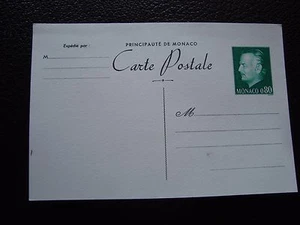 Expédié par :
PRINCIPAUTÉ DE MONACO
M
Carte Postale
MONACO 0,80
M